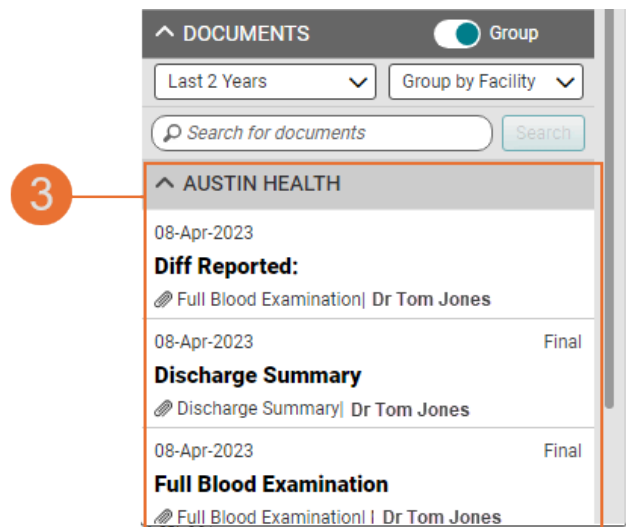 DOCUMENTS Group
Last 2 Years Group by Facility
Search for documents Search
3
AUSTIN HEALTH
08-Apr-2023
Diff Reported:
Full Blood Examination| Dr Tom Jones
08-Apr-2023 Final
Discharge Summary
Discharge Summary| Dr Tom Jones
08-Apr-2023 Final
Full Blood Examination
Full Blood Examination| | Dr Tom Jones